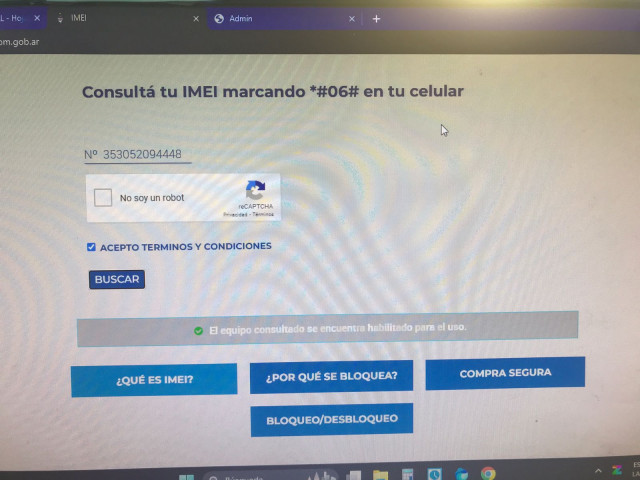 L - Ho
IMEI
Admin
om.gob.ar
Consultá tu IMEI marcando *#06# en tu celular
Nº 353052094448
No soy un robot
reCAPTCHA
Privacidad - Términos
ACEPTO TERMINOS Y CONDICIONES
BUSCAR
El equipo consultado se encuentra habilitado para el uso.
¿QUÉ ES IMEI?
¿POR QUÉ SE BLOQUEA?
COMPRA SEGURA
BLOQUEO/DESBLOQUEO
ES
LA